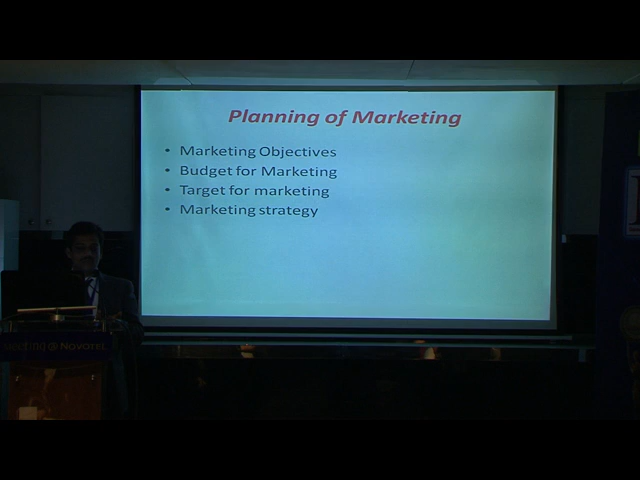 Planning of Marketing
• Marketing Objectives
• Budget for Marketing
• Target for marketing
• Marketing strategy
NOVOTEL